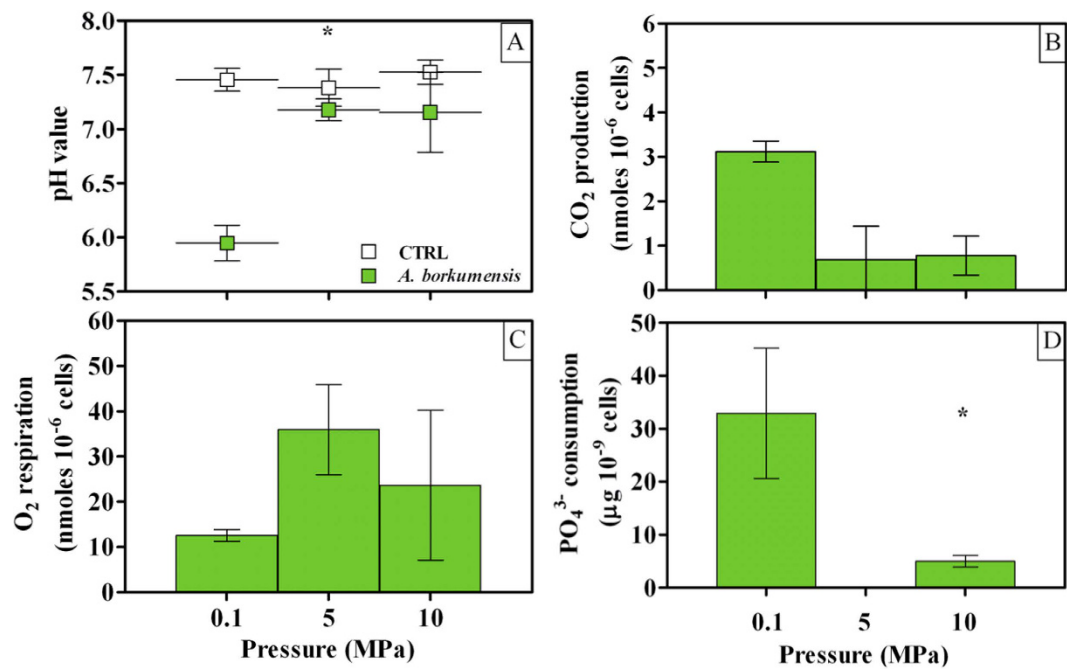 A
pH value
8.0
7.5
7.0
6.5
6.0
5.5
*
CTRL
A. borkumensis
B
CO₂ production
(nmoles 10⁻⁶ cells)
6
5
4
3
2
1
0
C
O₂ respiration
(nmoles 10⁻⁶ cells)
60
50
40
30
20
10
0
0.1 5 10
Pressure (MPa)
D
PO₄³⁻ consumption
(µg 10⁻⁹ cells)
50
40
30
20
10
0
*
0.1 5 10
Pressure (MPa)